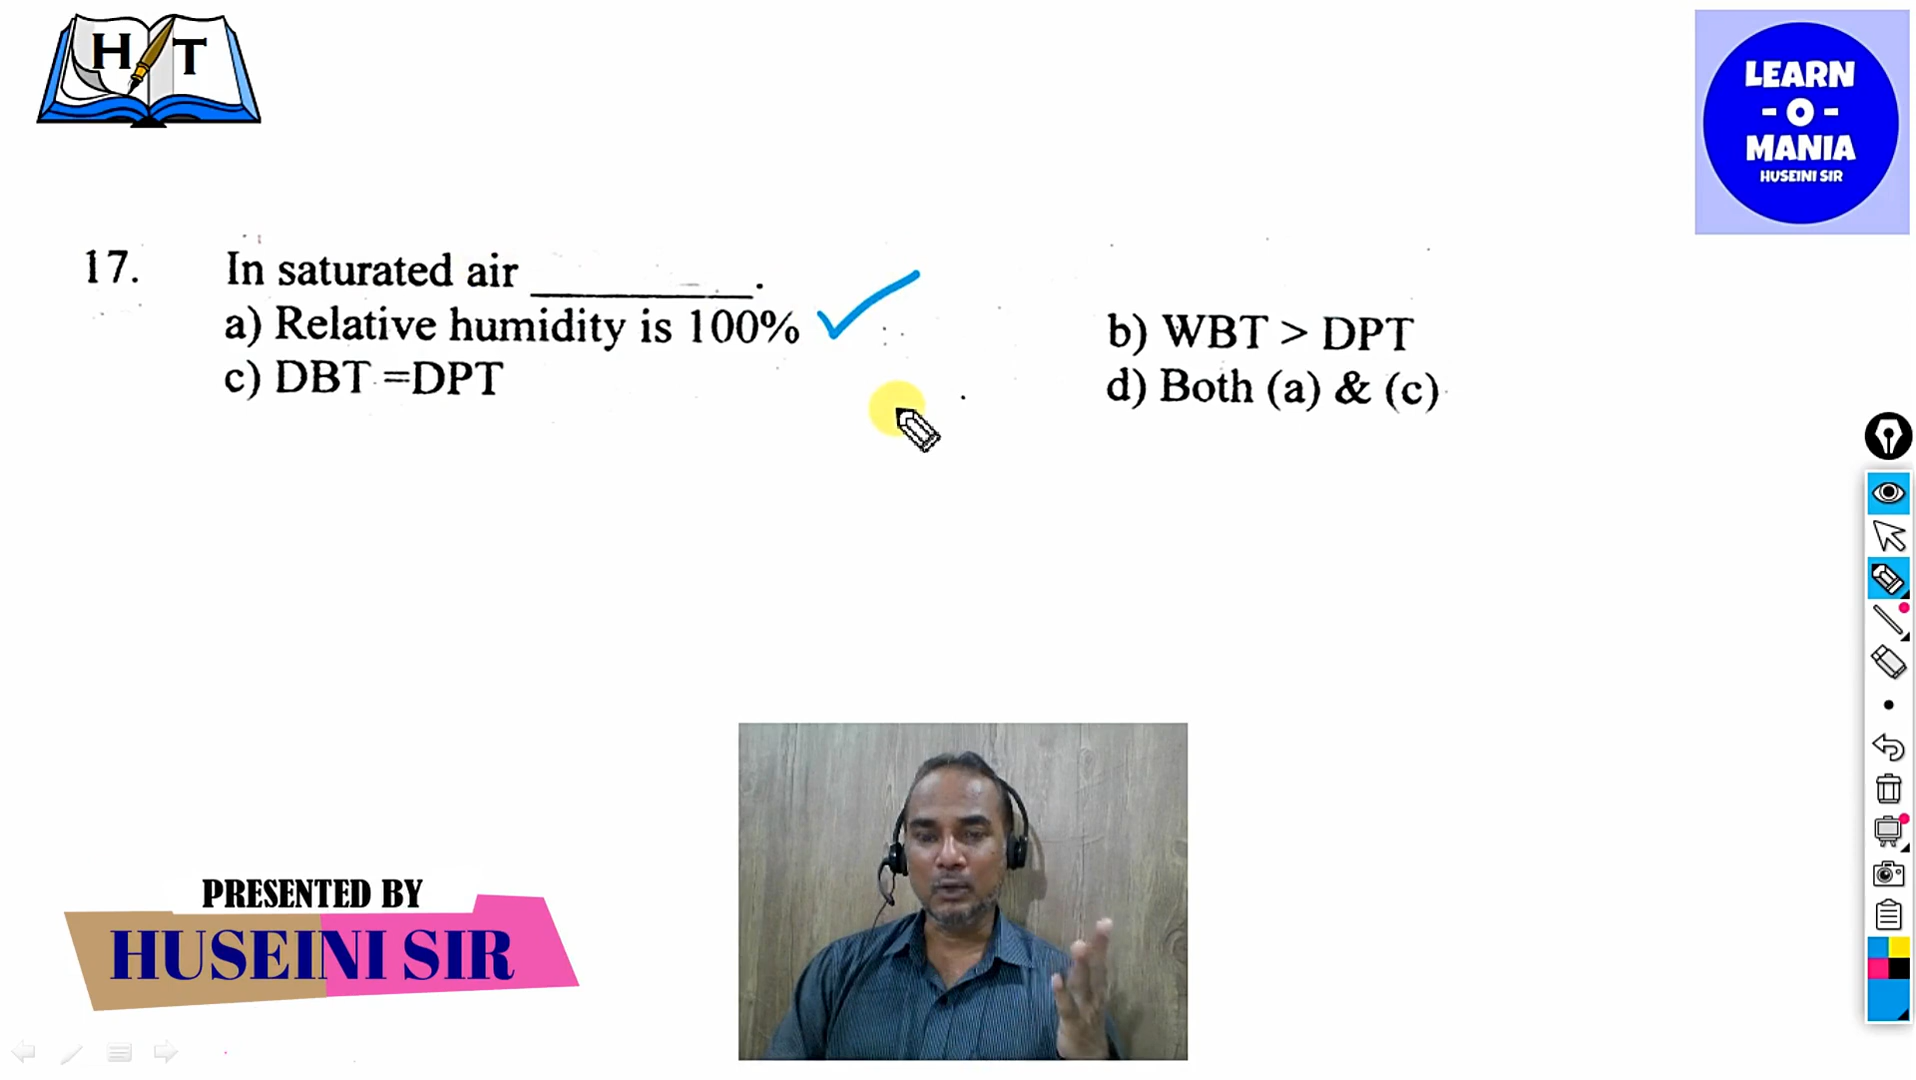 H T
LEARN
- O -
MANIA
HUSEINI SIR
17. In saturated air __________.
a) Relative humidity is 100%
b) WBT > DPT
c) DBT =DPT
d) Both (a) & (c)
PRESENTED BY
HUSEINI SIR